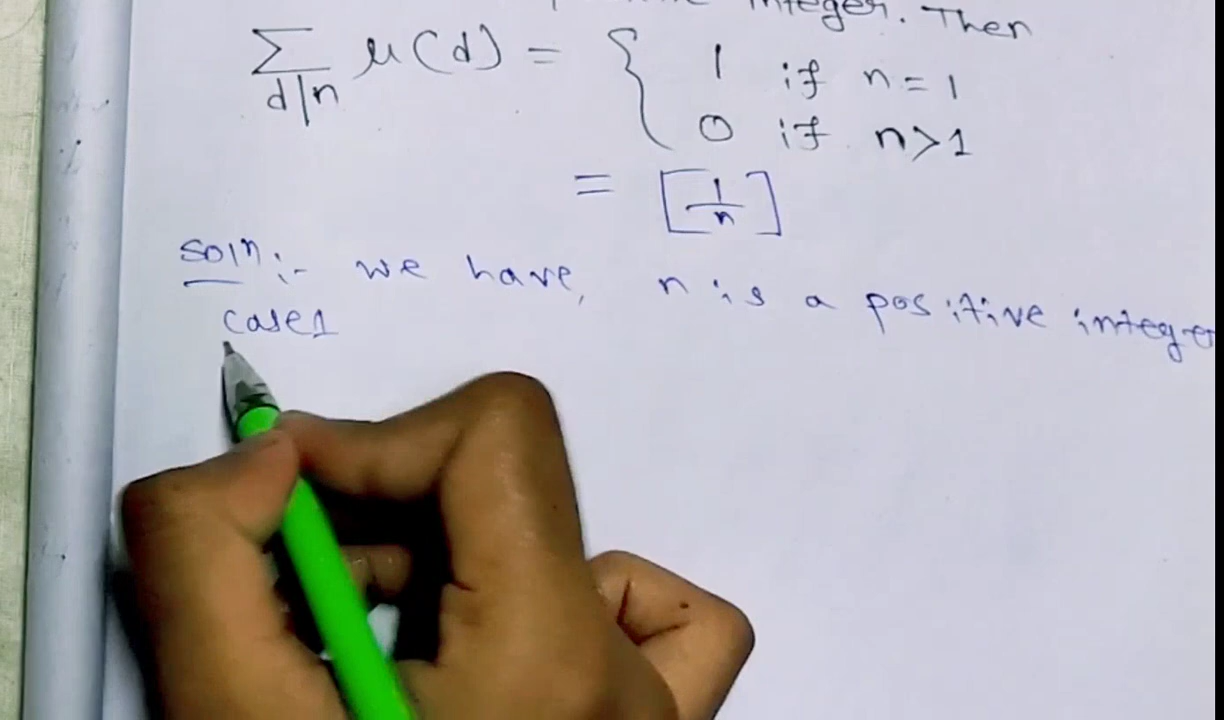 integer. Then
∑ μ(d) = { 1 if n = 1
d|n
0 if n>1
= [1/n]
Soln:- we have, n is a positive integer
case1